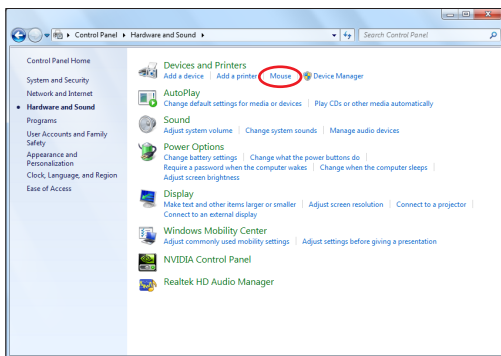 Control Panel ▸ Hardware and Sound ▸
Search Control Panel
Control Panel Home
System and Security
Network and Internet
Hardware and Sound
Programs
User Accounts and Family
Safety
Appearance and
Personalization
Clock, Language, and Region
Ease of Access
Devices and Printers
Add a device | Add a printer | Mouse | Device Manager
AutoPlay
Change default settings for media or devices | Play CDs or other media automatically
Sound
Adjust system volume | Change system sounds | Manage audio devices
Power Options
Change battery settings | Change what the power buttons do |
Require a password when the computer wakes | Change when the computer sleeps |
Adjust screen brightness
Display
Make text and other items larger or smaller | Adjust screen resolution | Connect to a projector |
Connect to an external display
Windows Mobility Center
Adjust commonly used mobility settings | Adjust settings before giving a presentation
NVIDIA Control Panel
Realtek HD Audio Manager